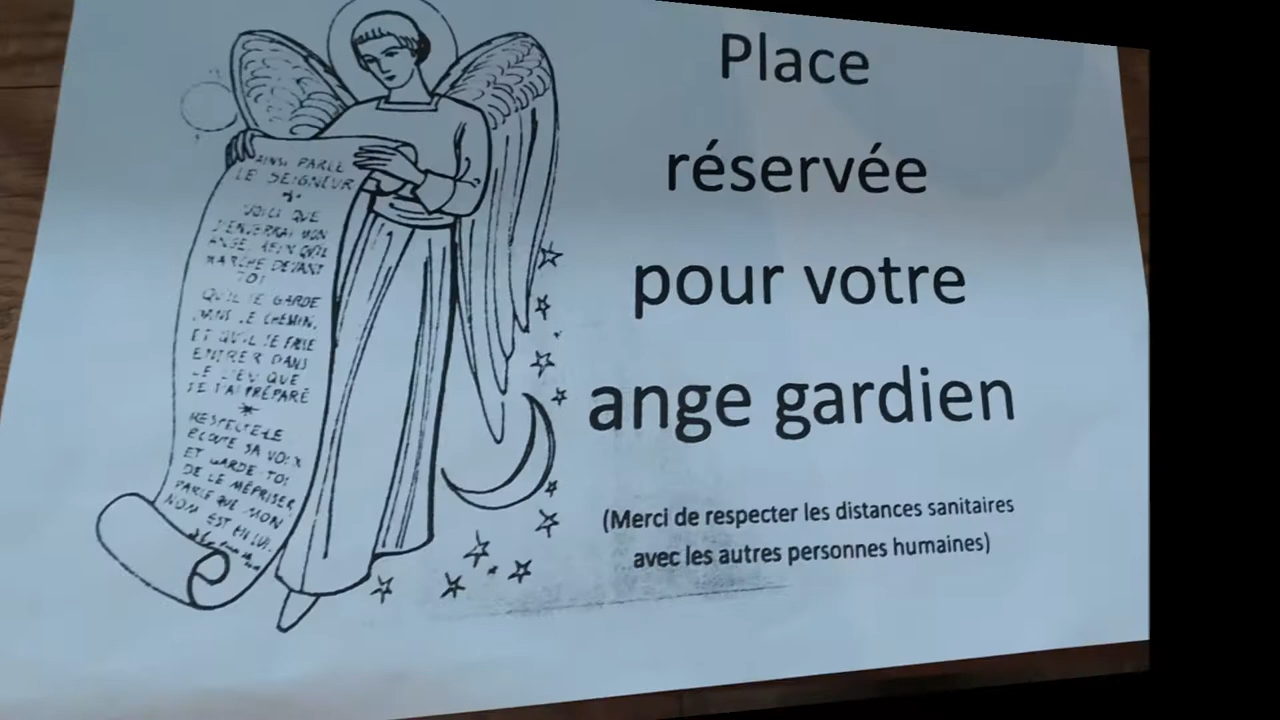 AINSI PARLE
LE SEIGNEUR
VOICI QUE
J'ENVERRAI MON
ANGE, AFIN QU'IL
MARCHE DEVANT
TOI
QU'IL TE GARDE
DANS LE CHEMIN,
ET QU'IL TE FASSE
ENTRER DANS
LE LIEU QUE
JE T'AI PRÉPARÉ
RESPECTE-LE
ECOUTE SA VOIX
ET GARDE-TOI
DE LE MÉPRISER
PARCE QUE MON
NOM EST EN LUI.
Place
réservée
pour votre
ange gardien
(Merci de respecter les distances sanitaires
avec les autres personnes humaines)